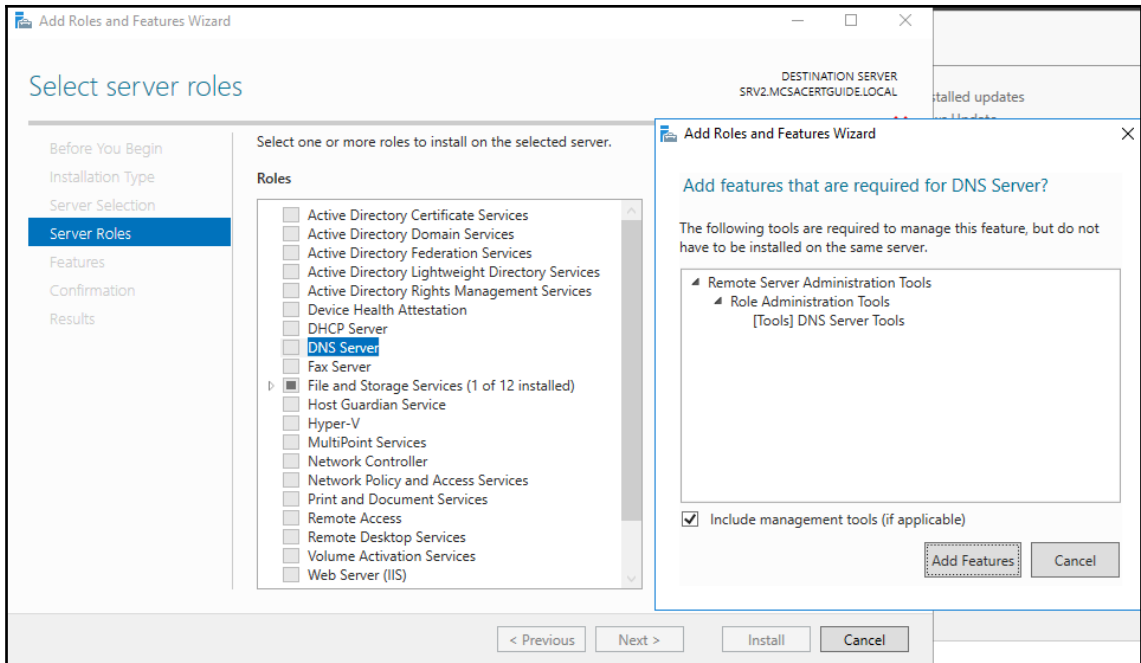 Add Roles and Features Wizard
Select server roles
DESTINATION SERVER
SRV2.MCSACERTGUIDE.LOCAL
Before You Begin
Installation Type
Server Selection
Server Roles
Features
Confirmation
Results
Select one or more roles to install on the selected server.
Roles
Active Directory Certificate Services
Active Directory Domain Services
Active Directory Federation Services
Active Directory Lightweight Directory Services
Active Directory Rights Management Services
Device Health Attestation
DHCP Server
DNS Server
Fax Server
File and Storage Services (1 of 12 installed)
Host Guardian Service
Hyper-V
MultiPoint Services
Network Controller
Network Policy and Access Services
Print and Document Services
Remote Access
Remote Desktop Services
Volume Activation Services
Web Server (IIS)
< Previous
Next >
Install
Cancel
talled updates
Add Roles and Features Wizard
Add features that are required for DNS Server?
The following tools are required to manage this feature, but do not
have to be installed on the same server.
Remote Server Administration Tools
Role Administration Tools
[Tools] DNS Server Tools
Include management tools (if applicable)
Add Features
Cancel